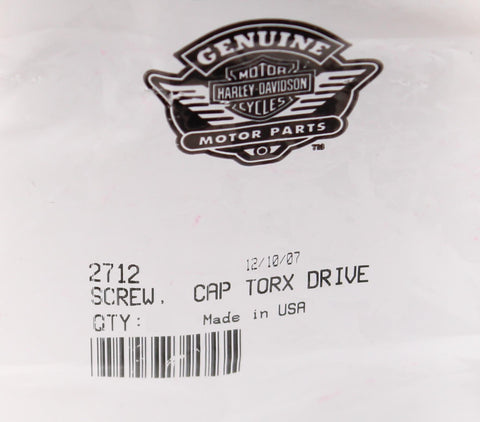 GENUINE
MOTOR
HARLEY-DAVIDSON
CYCLES
MOTOR PARTS
TM
12/10/07
2712
SCREW, CAP TORX DRIVE
QTY: Made in USA